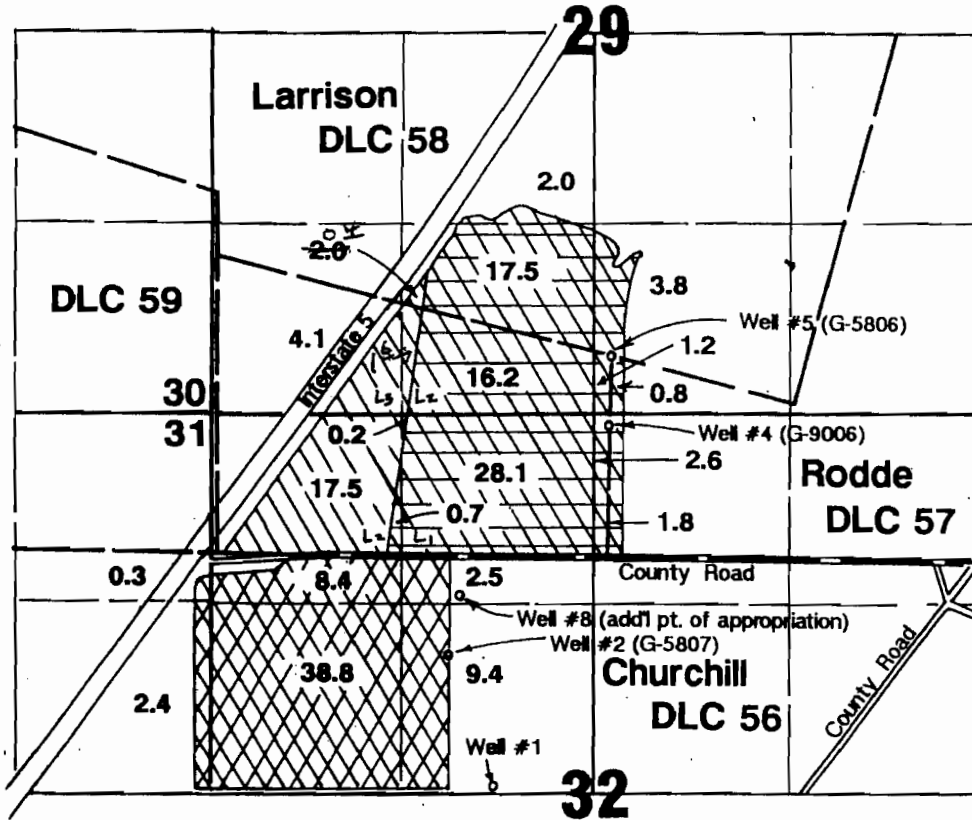 29
Larrison
DLC 58
2.0
2.0
17.5
DLC 59
3.8
4.1
Interstate 5
Well #5 (G-5806)
1.2
16.2
L3
L2
0.8
30
31
0.2
Well #4 (G-9006)
2.6
28.1
Rodde
17.5
DLC 57
0.7
1.8
L2
L1
0.3
8.4
2.5
County Road
Well #8 (add'l pt. of appropriation)
Well #2 (G-5807)
38.8
9.4
Churchill
2.4
DLC 56
County Road
Well #1
32